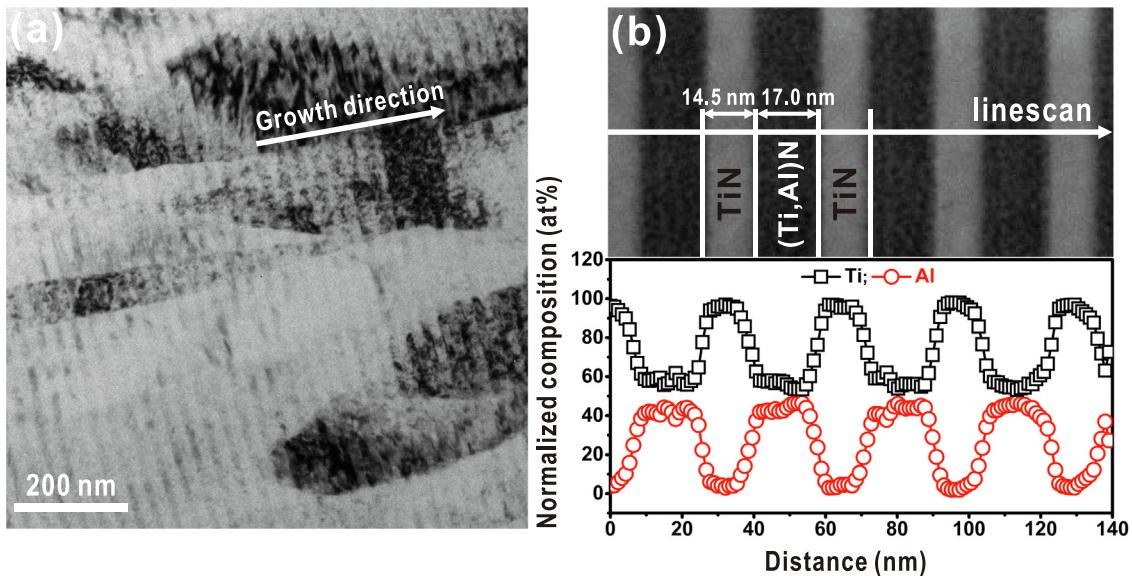 (a)
Growth direction
200 nm
(b)
14.5 nm 17.0 nm
linescan
TiN
(Ti,Al)N
TiN
Normalized composition (at%)
Ti; Al
120
100
80
60
40
20
0
0 20 40 60 80 100 120 140
Distance (nm)